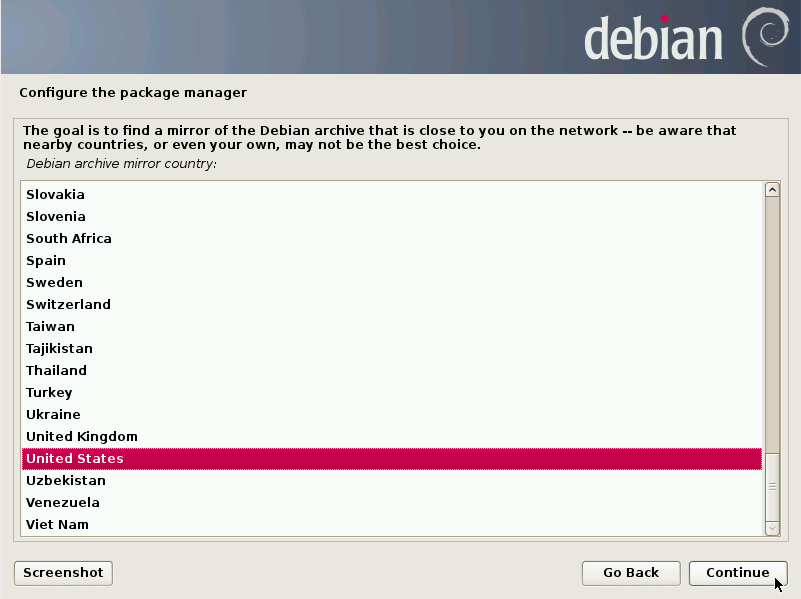 debian
Configure the package manager
The goal is to find a mirror of the Debian archive that is close to you on the network -- be aware that
nearby countries, or even your own, may not be the best choice.
Debian archive mirror country:
Slovakia
Slovenia
South Africa
Spain
Sweden
Switzerland
Taiwan
Tajikistan
Thailand
Turkey
Ukraine
United Kingdom
United States
Uzbekistan
Venezuela
Viet Nam
Screenshot
Go Back
Continue